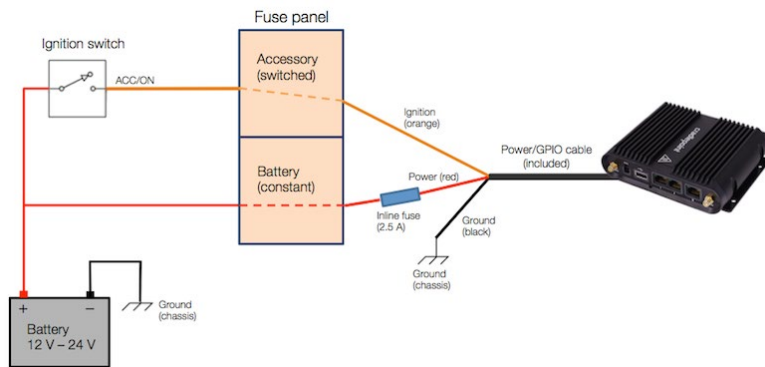 Fuse panel
Ignition switch
ACC/ON
Accessory
(switched)
Ignition
(orange)
Power/GPIO cable
(included)
cradlepoint
Battery
(constant)
Power (red)
Inline fuse
(2.5 A)
Ground
(black)
Ground
(chassis)
Ground
(chassis)
+
–
Battery
12 V – 24 V